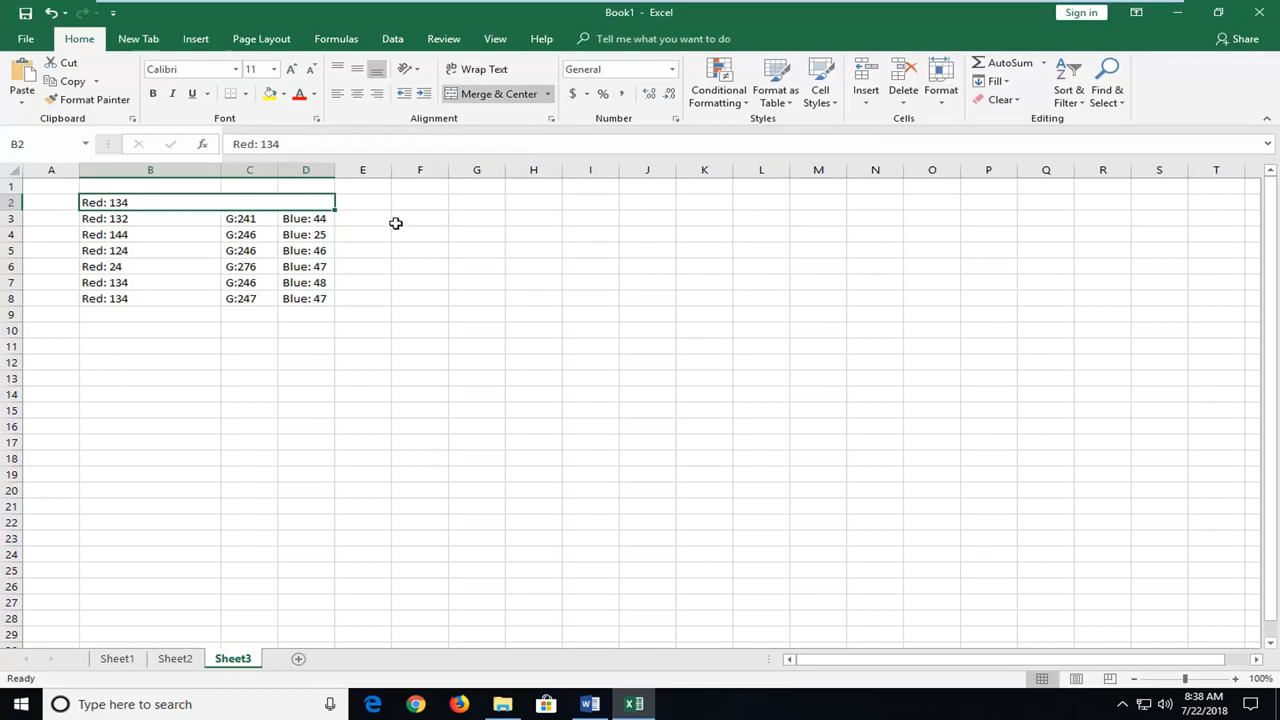 Book1 - Excel
Sign in
File Home New Tab Insert Page Layout Formulas Data Review View Help Tell me what you want to do Share
Paste
Cut
Copy
Format Painter
Clipboard
Calibri 11
B I U
Font
Wrap Text
Merge & Center
Alignment
General
$ % ,
Number
Conditional Formatting
Format as Table
Cell Styles
Styles
Insert
Delete
Format
Cells
AutoSum
Fill
Clear
Sort & Filter
Find & Select
Editing
B2 fx Red: 134
A B C D E F G H I J K L M N O P Q R S T
1
2 Red: 134
3 Red: 132 G:241 Blue: 44
4 Red: 144 G:246 Blue: 25
5 Red: 124 G:246 Blue: 46
6 Red: 24 G:276 Blue: 47
7 Red: 134 G:246 Blue: 48
8 Red: 134 G:247 Blue: 47
9
10
11
12
13
14
15
16
17
18
19
20
21
22
23
24
25
26
27
28
29
Sheet1 Sheet2 Sheet3
Ready
100%
Type here to search
8:38 AM
7/22/2018